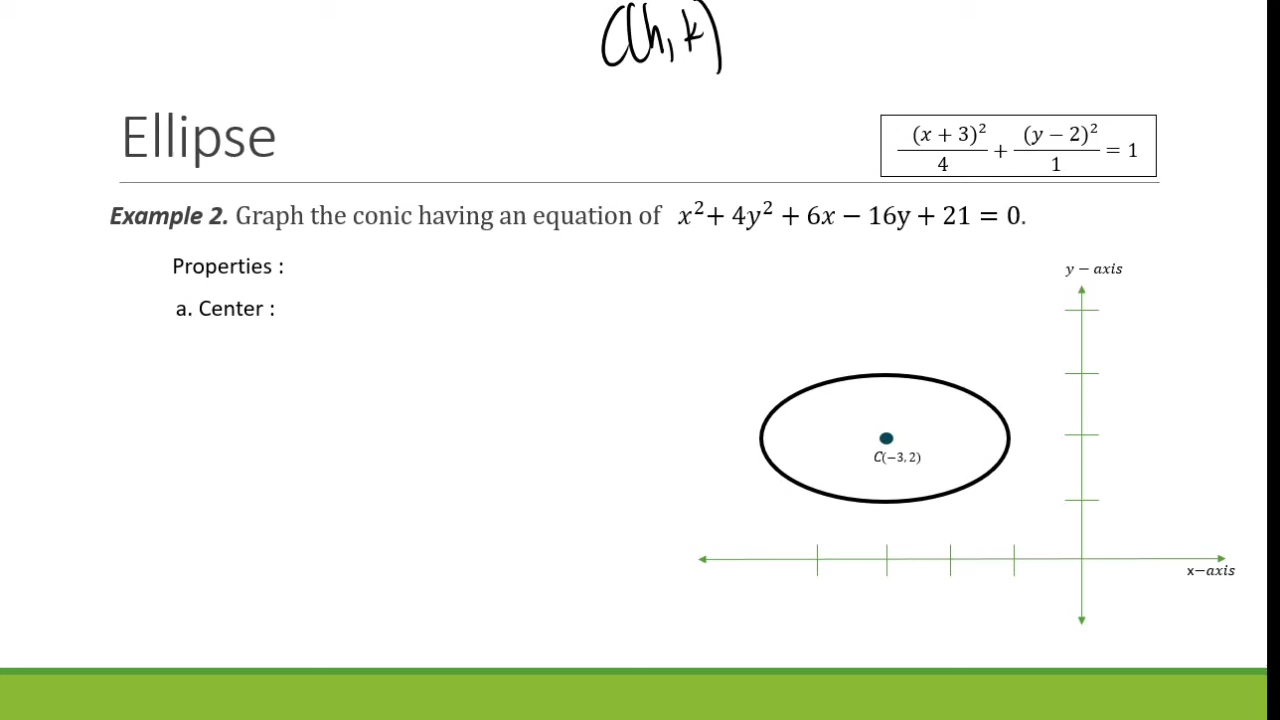 C(h, k)
Ellipse
(x + 3)²/4 + (y − 2)²/1 = 1
Example 2. Graph the conic having an equation of x² + 4y² + 6x − 16y + 21 = 0.
Properties :
a. Center :
y − axis
C(−3, 2)
x−axis